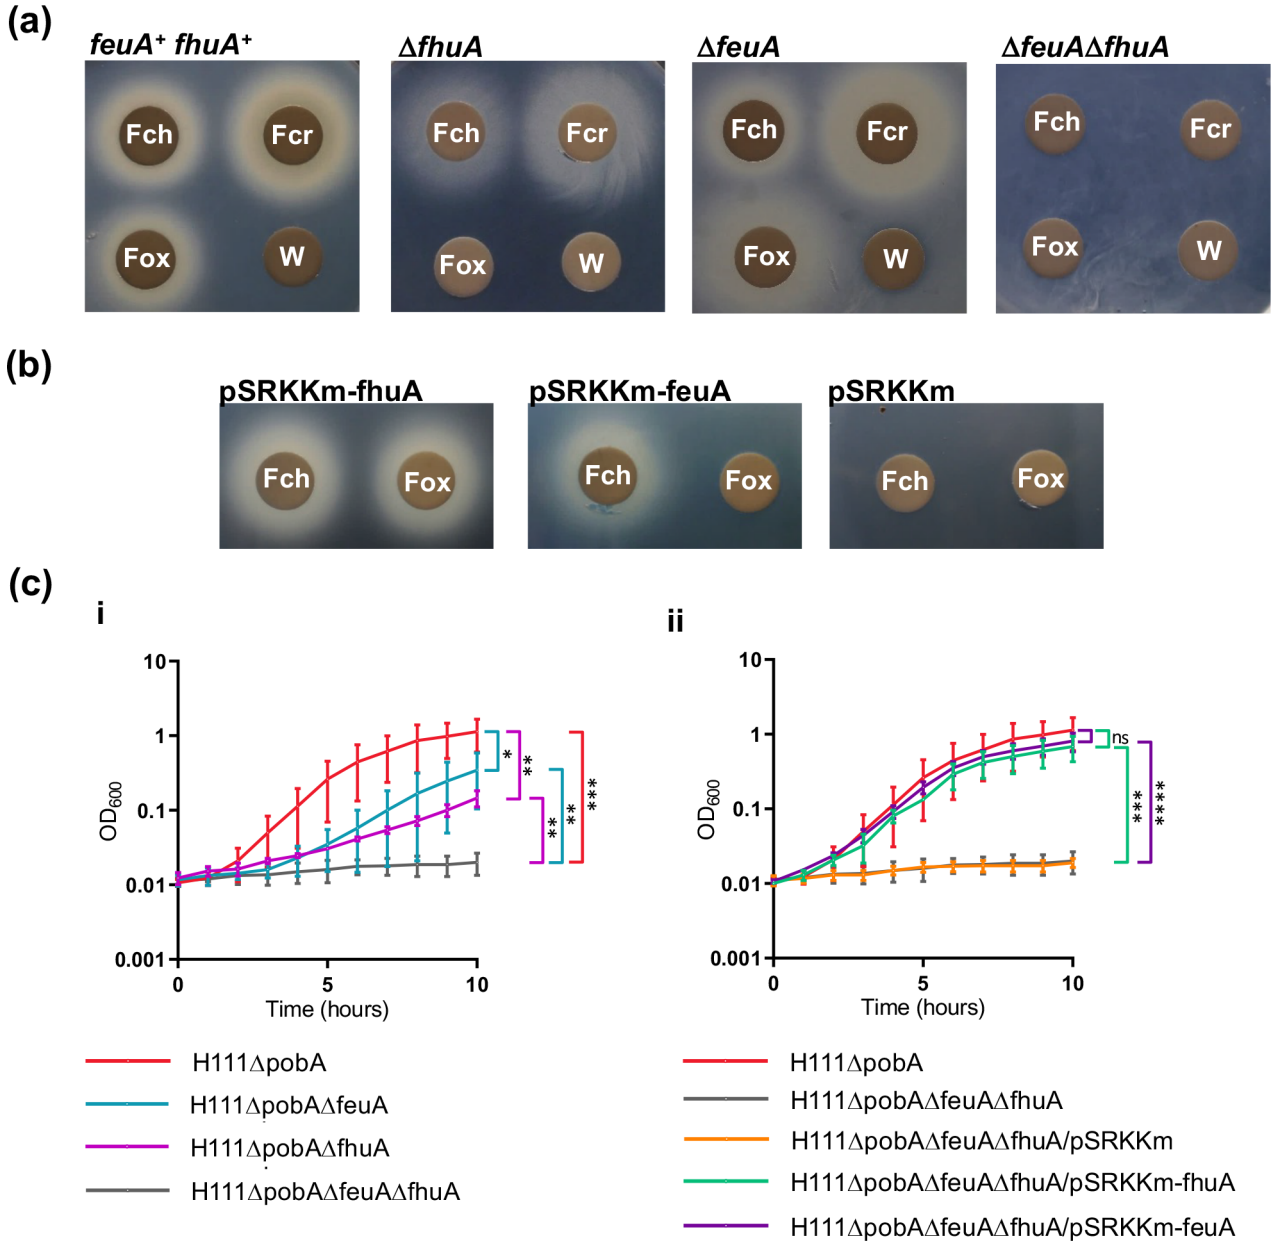 (a)
feuA⁺ fhuA⁺
ΔfhuA
ΔfeuA
ΔfeuAΔfhuA
Fch Fcr
Fox W
Fch Fcr
Fox W
Fch Fcr
Fox W
Fch Fcr
Fox W
(b)
pSRKKm-fhuA
pSRKKm-feuA
pSRKKm
Fch Fox
Fch Fox
Fch Fox
(c)
i
10
1
0.1
0.01
0.001
OD₆₀₀
0 5 10
Time (hours)
*
**
**
**
***
H111ΔpobA
H111ΔpobAΔfeuA
H111ΔpobAΔfhuA
H111ΔpobAΔfeuAΔfhuA
ii
10
1
0.1
0.01
0.001
OD₆₀₀
0 5 10
Time (hours)
ns
***
****
H111ΔpobA
H111ΔpobAΔfeuAΔfhuA
H111ΔpobAΔfeuAΔfhuA/pSRKKm
H111ΔpobAΔfeuAΔfhuA/pSRKKm-fhuA
H111ΔpobAΔfeuAΔfhuA/pSRKKm-feuA